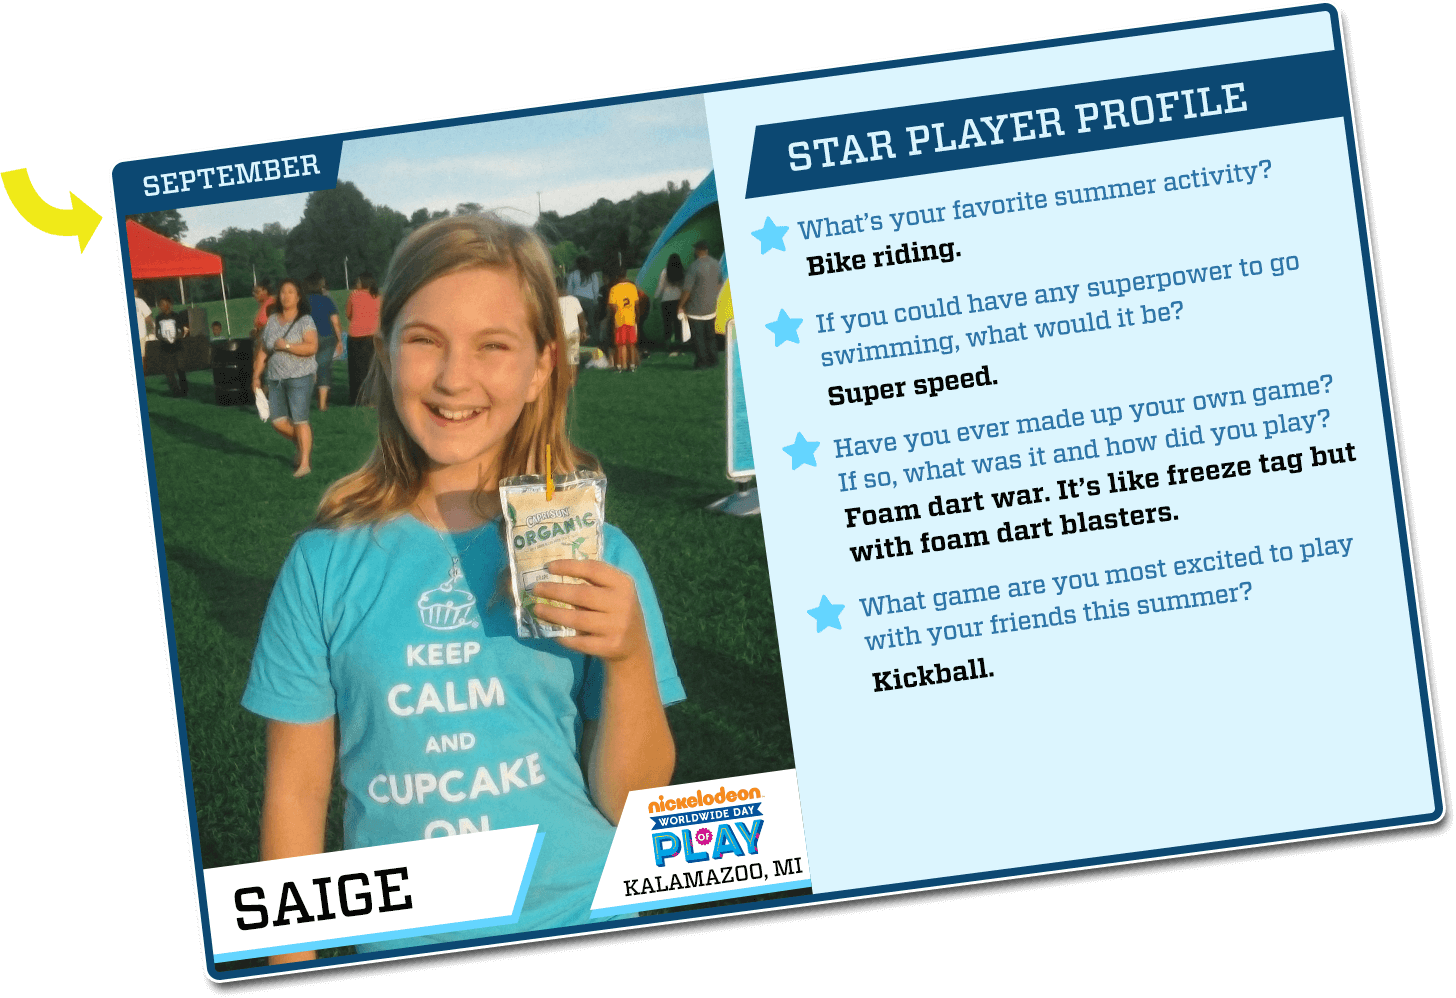 SEPTEMBER
CAPRI SUN
ORGANIC
2
KEEP
CALM
AND
CUPCAKE
ON
SAIGE
nickelodeon
WORLDWIDE DAY
OF
PLAY
KALAMAZOO, MI
STAR PLAYER PROFILE
What's your favorite summer activity?
Bike riding.
If you could have any superpower to go
swimming, what would it be?
Super speed.
Have you ever made up your own game?
If so, what was it and how did you play?
Foam dart war. It's like freeze tag but
with foam dart blasters.
What game are you most excited to play
with your friends this summer?
Kickball.